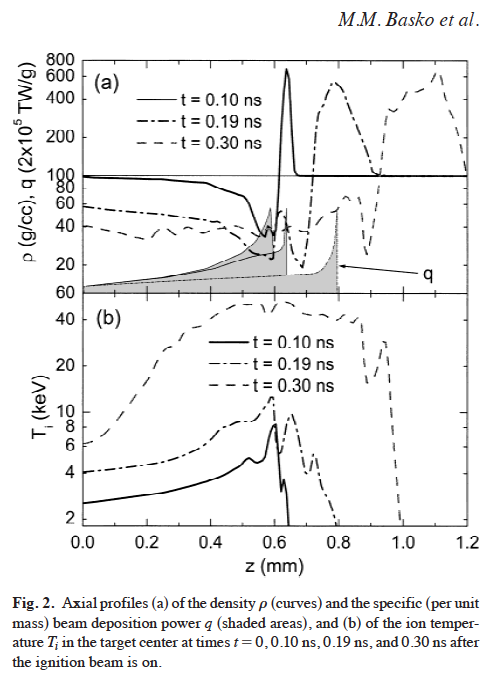 M.M. Basko et al.
800
600
400
200
100
80
60
40
20
60
ρ (g/cc), q (2x10⁵ TW/g)
(a)
t = 0.10 ns
t = 0.19 ns
t = 0.30 ns
q
40
20
10
8
6
4
2
Tᵢ (keV)
(b)
t = 0.10 ns
t = 0.19 ns
t = 0.30 ns
0.0 0.2 0.4 0.6 0.8 1.0 1.2
z (mm)
Fig. 2. Axial profiles (a) of the density ρ (curves) and the specific (per unit
mass) beam deposition power q (shaded areas), and (b) of the ion temper-
ature Tᵢ in the target center at times t = 0, 0.10 ns, 0.19 ns, and 0.30 ns after
the ignition beam is on.